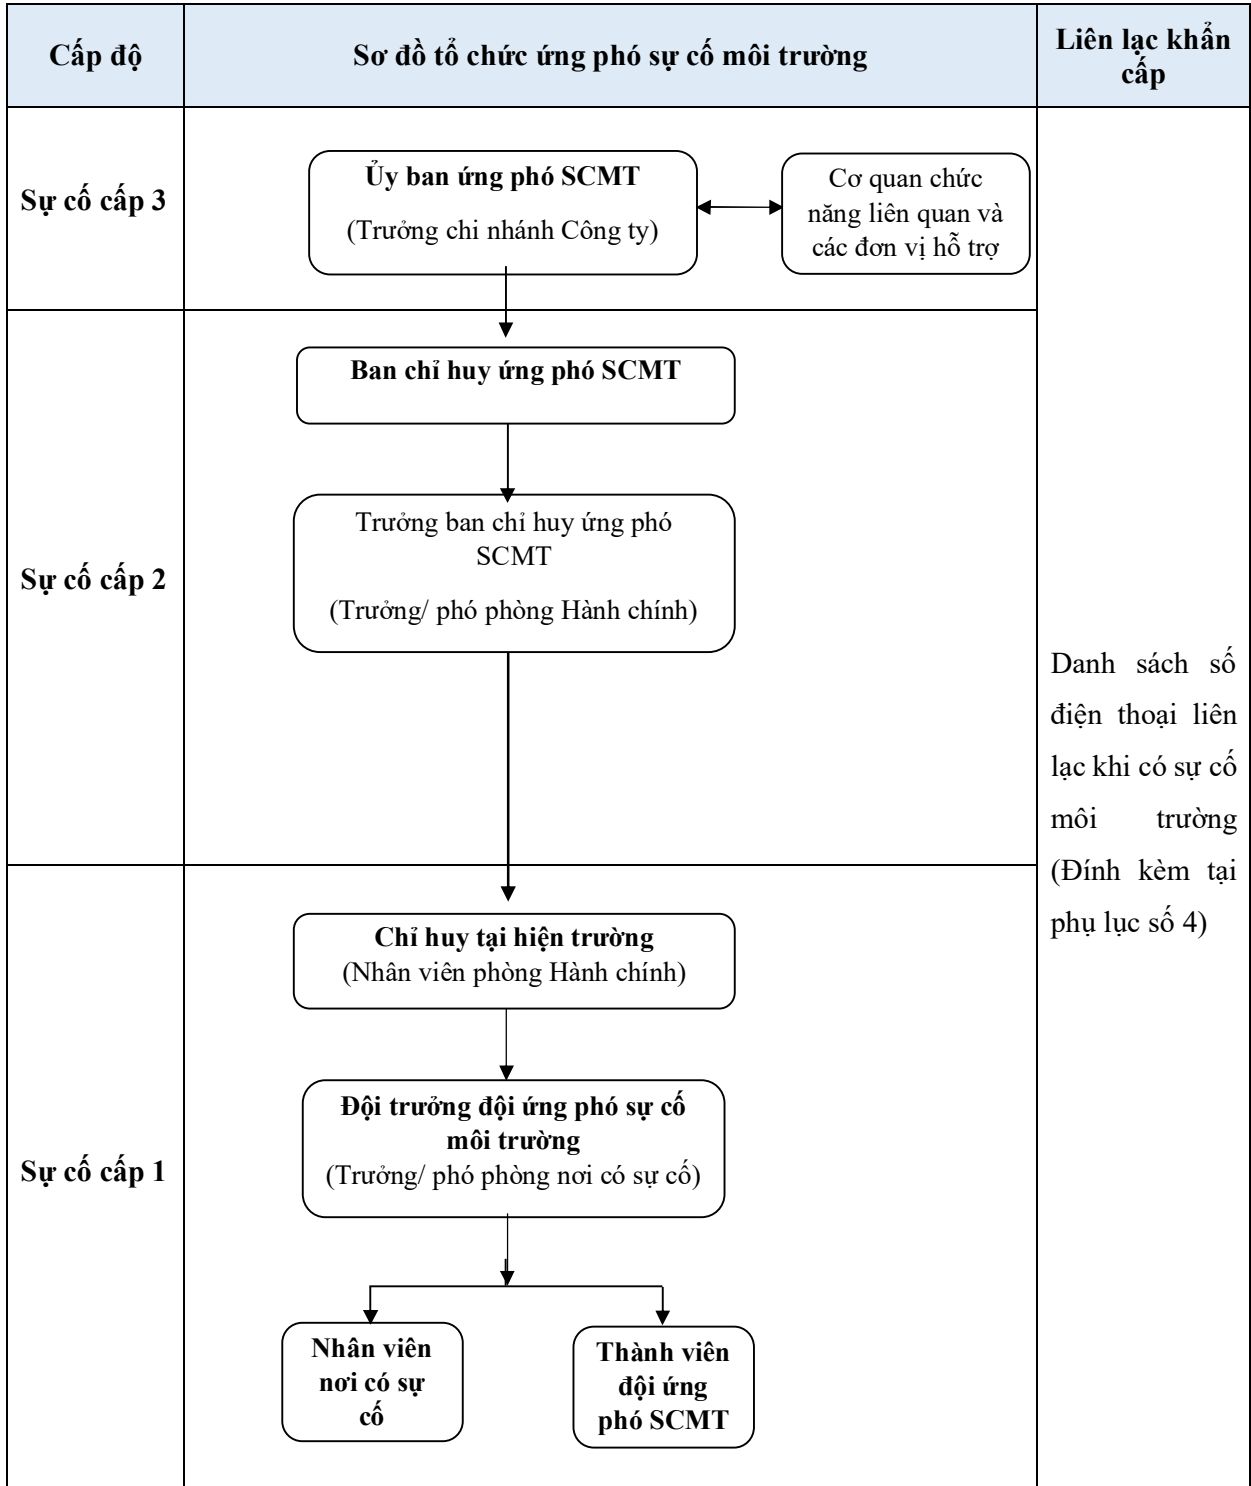 Cấp độ
Sơ đồ tổ chức ứng phó sự cố môi trường
Liên lạc khẩn
cấp
Sự cố cấp 3
Ủy ban ứng phó SCMT
(Trưởng chi nhánh Công ty)
Cơ quan chức
năng liên quan và
các đơn vị hỗ trợ
Sự cố cấp 2
Ban chỉ huy ứng phó SCMT
Trưởng ban chỉ huy ứng phó
SCMT
(Trưởng/ phó phòng Hành chính)
Sự cố cấp 1
Chỉ huy tại hiện trường
(Nhân viên phòng Hành chính)
Đội trưởng đội ứng phó sự cố
môi trường
(Trưởng/ phó phòng nơi có sự cố)
Nhân viên
nơi có sự
cố
Thành viên
đội ứng
phó SCMT
Danh sách số
điện thoại liên
lạc khi có sự cố
môi trường
(Đính kèm tại
phụ lục số 4)